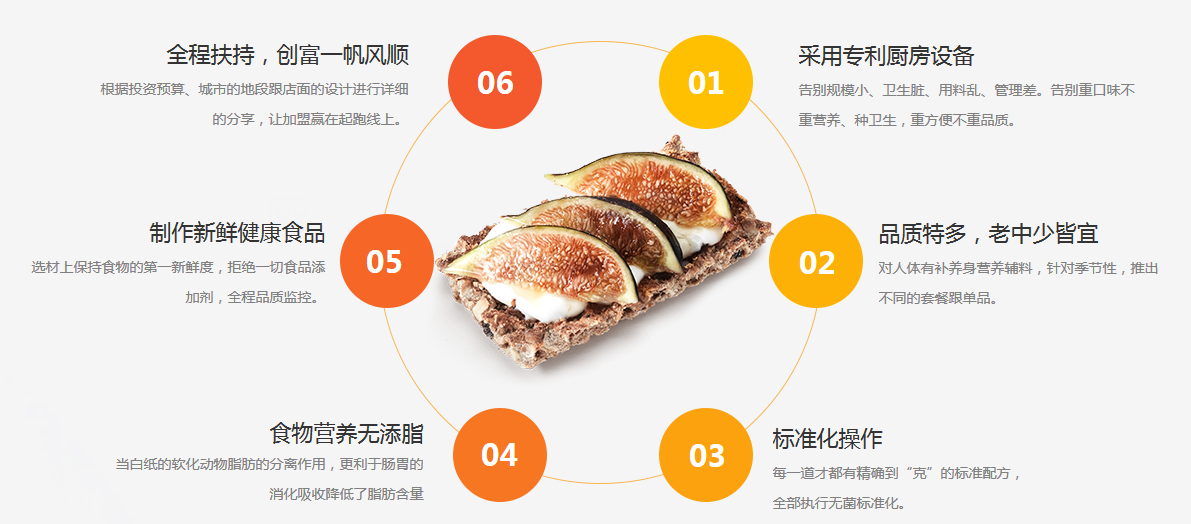 01
采用专利厨房设备
告别规模小、卫生脏、用料乱、管理差。告别重口味不
重营养、种卫生，重方便不重品质。
02
品质特多，老中少皆宜
对人体有补养身营养辅料，针对季节性，推出
不同的套餐跟单品。
03
标准化操作
每一道才都有精确到“克”的标准配方，
全部执行无菌标准化。
04
食物营养无添脂
当白纸的软化动物脂肪的分离作用，更利于肠胃的
消化吸收降低了脂肪含量
05
制作新鲜健康食品
选材上保持食物的第一新鲜度，拒绝一切食品添
加剂，全程品质监控。
06
全程扶持，创富一帆风顺
根据投资预算、城市的地段跟店面的设计进行详细
的分享，让加盟赢在起跑线上。